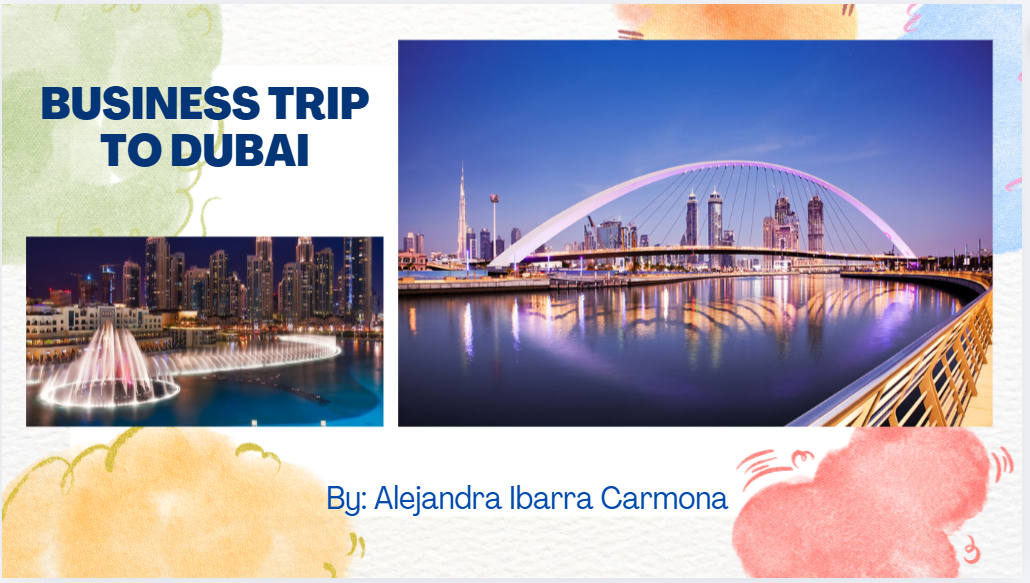 BUSINESS TRIP
TO DUBAI
By: Alejandra Ibarra Carmona